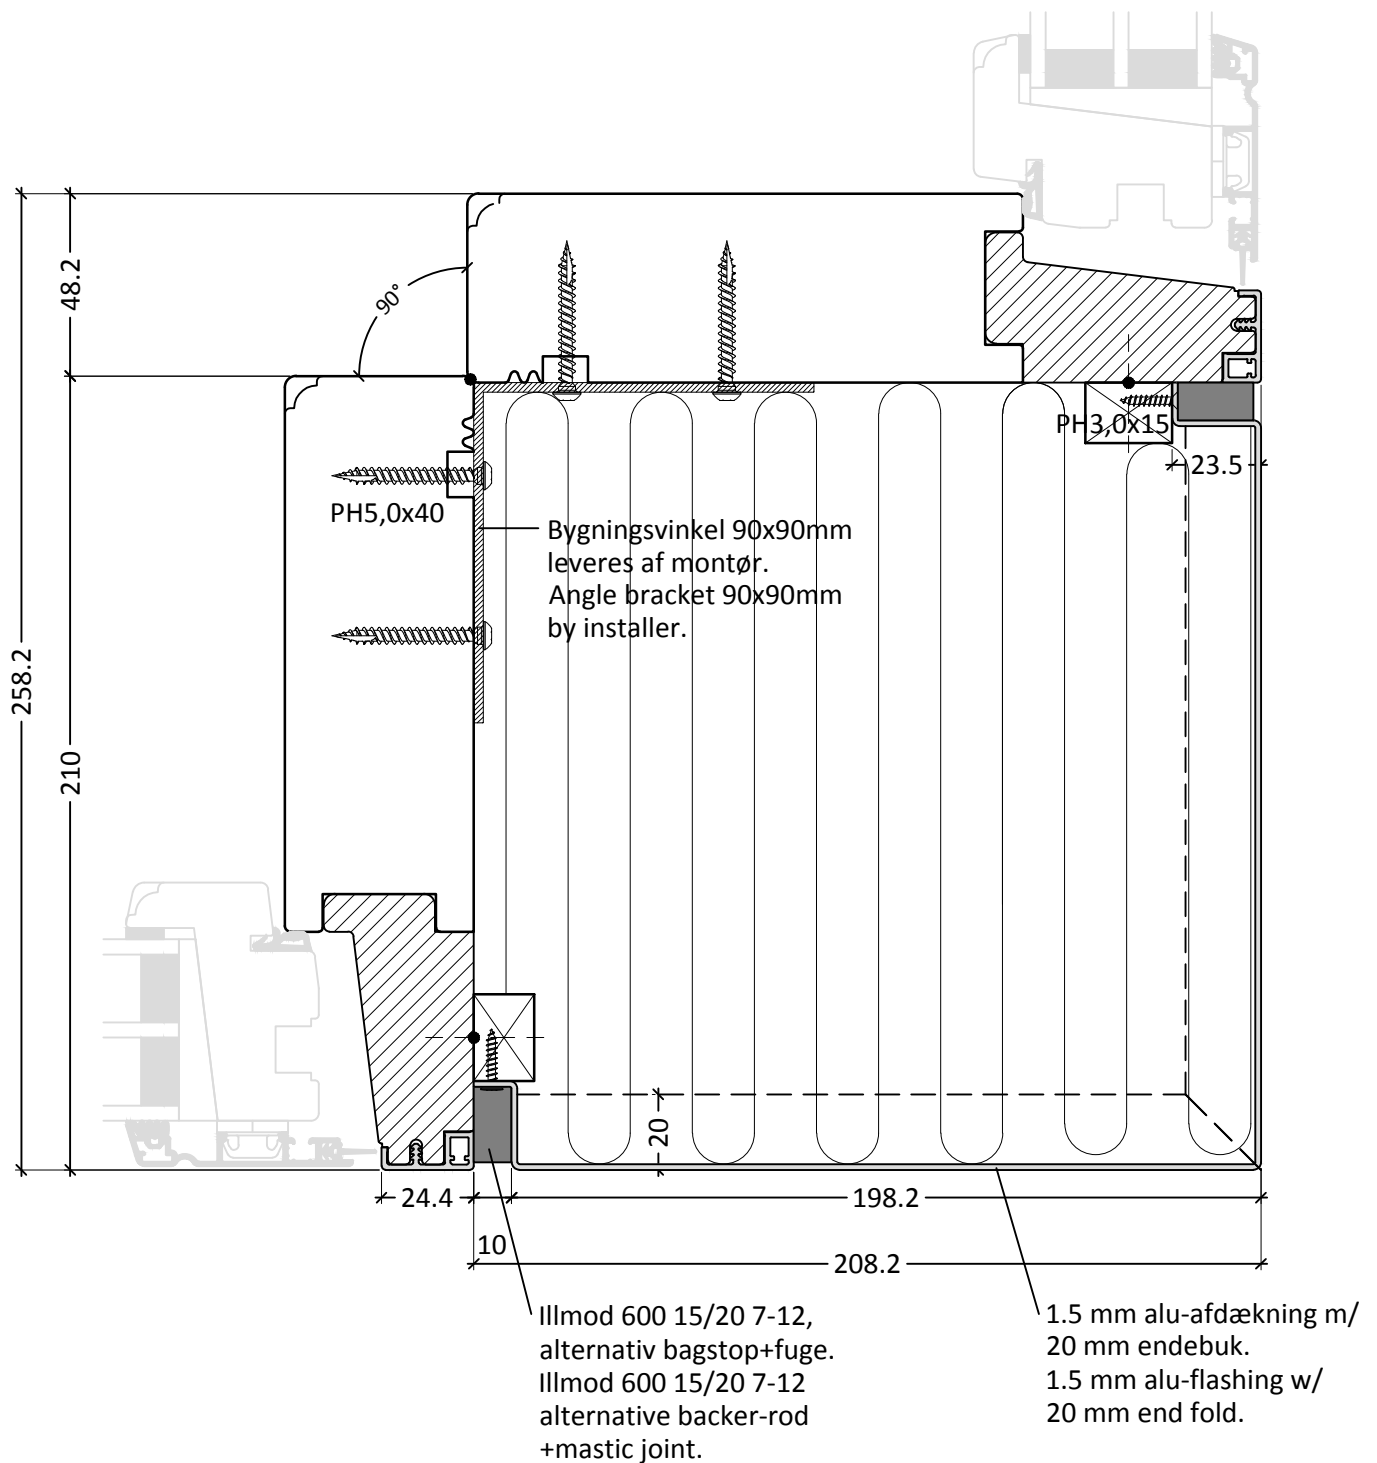 48.2
90°
PH3,0x15
23.5
PH5,0x40
Bygningsvinkel 90x90mm
leveres af montør.
Angle bracket 90x90mm
by installer.
258.2
210
20
24.4
198.2
10
208.2
Illmod 600 15/20 7-12,
alternativ bagstop+fuge.
Illmod 600 15/20 7-12
alternative backer-rod
+mastic joint.
1.5 mm alu-afdækning m/
20 mm endebuk.
1.5 mm alu-flashing w/
20 mm end fold.